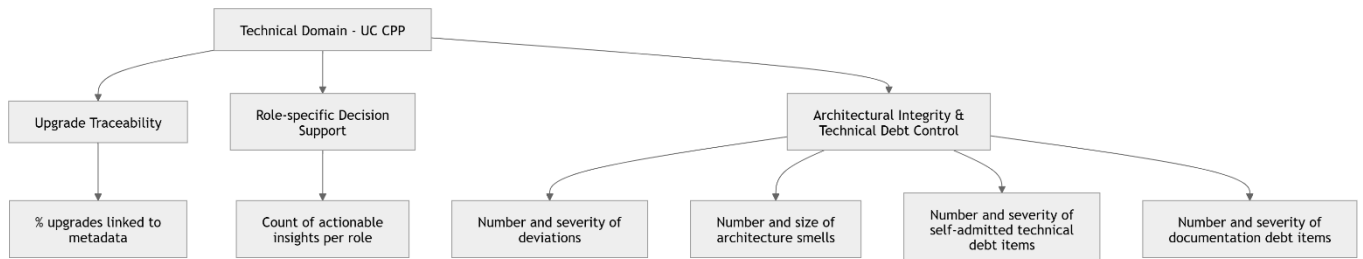 Technical Domain - UC CPP
Upgrade Traceability
Role-specific Decision
Support
Architectural Integrity &
Technical Debt Control
% upgrades linked to
metadata
Count of actionable
insights per role
Number and severity of
deviations
Number and size of
architecture smells
Number and severity of
self-admitted technical
debt items
Number and severity of
documentation debt items